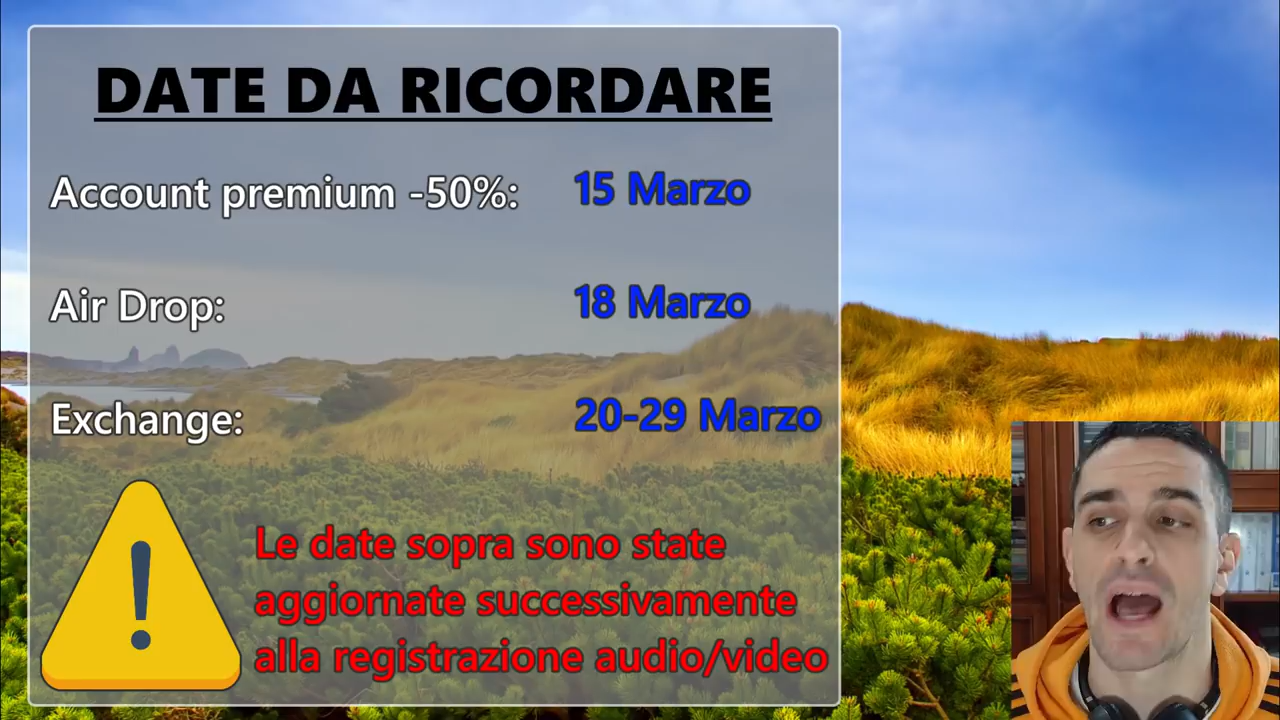 DATE DA RICORDARE
Account premium -50%: 15 Marzo
Air Drop: 18 Marzo
Exchange: 20-29 Marzo
Le date sopra sono state
aggiornate successivamente
alla registrazione audio/video